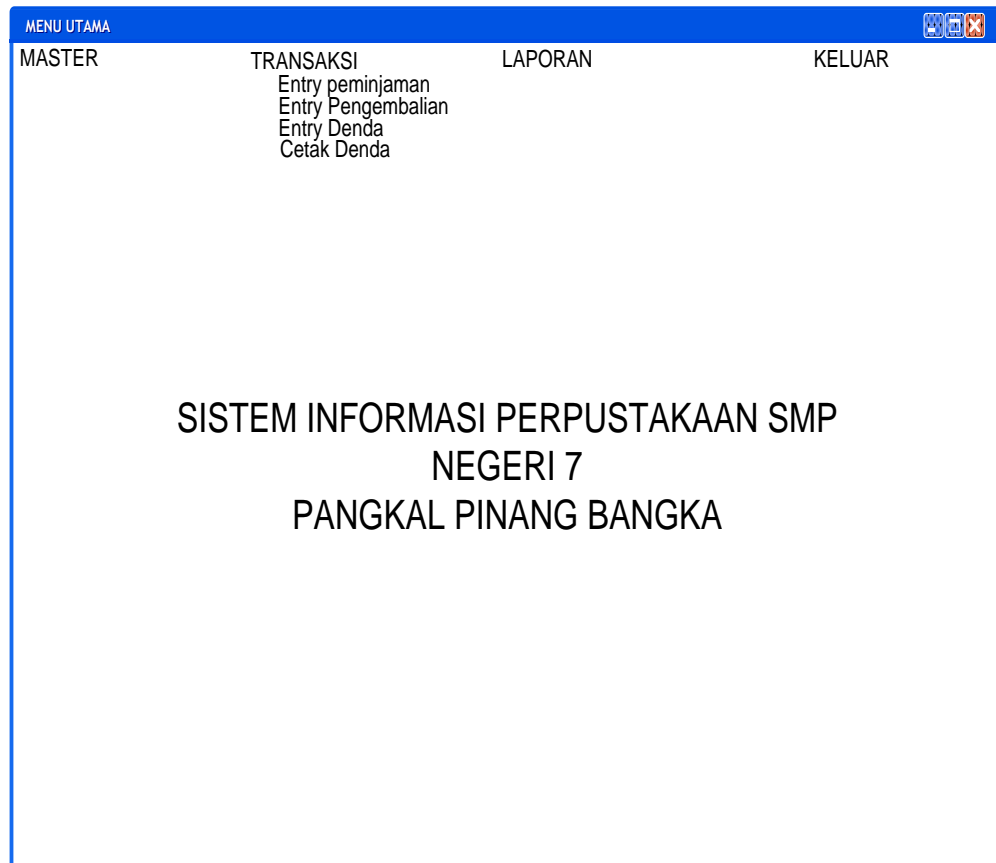 MENU UTAMA
MASTER
TRANSAKSI
Entry peminjaman
Entry Pengembalian
Entry Denda
Cetak Denda
LAPORAN
KELUAR
SISTEM INFORMASI PERPUSTAKAAN SMP
NEGERI 7
PANGKAL PINANG BANGKA